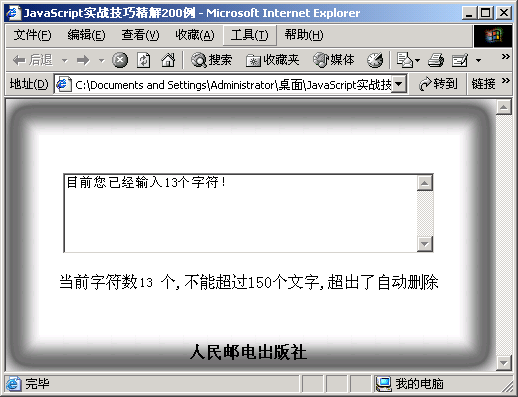 JavaScript实战技巧精解200例 - Microsoft Internet Explorer
文件(F) 编辑(E) 查看(V) 收藏(A) 工具(T) 帮助(H)
后退 搜索 收藏夹 媒体
地址(D) C:\Documents and Settings\Administrator\桌面\JavaScript实战技 转到 链接
目前您已经输入13个字符!
当前字符数13 个,不能超过150个文字,超出了自动删除
人民邮电出版社
完毕 我的电脑